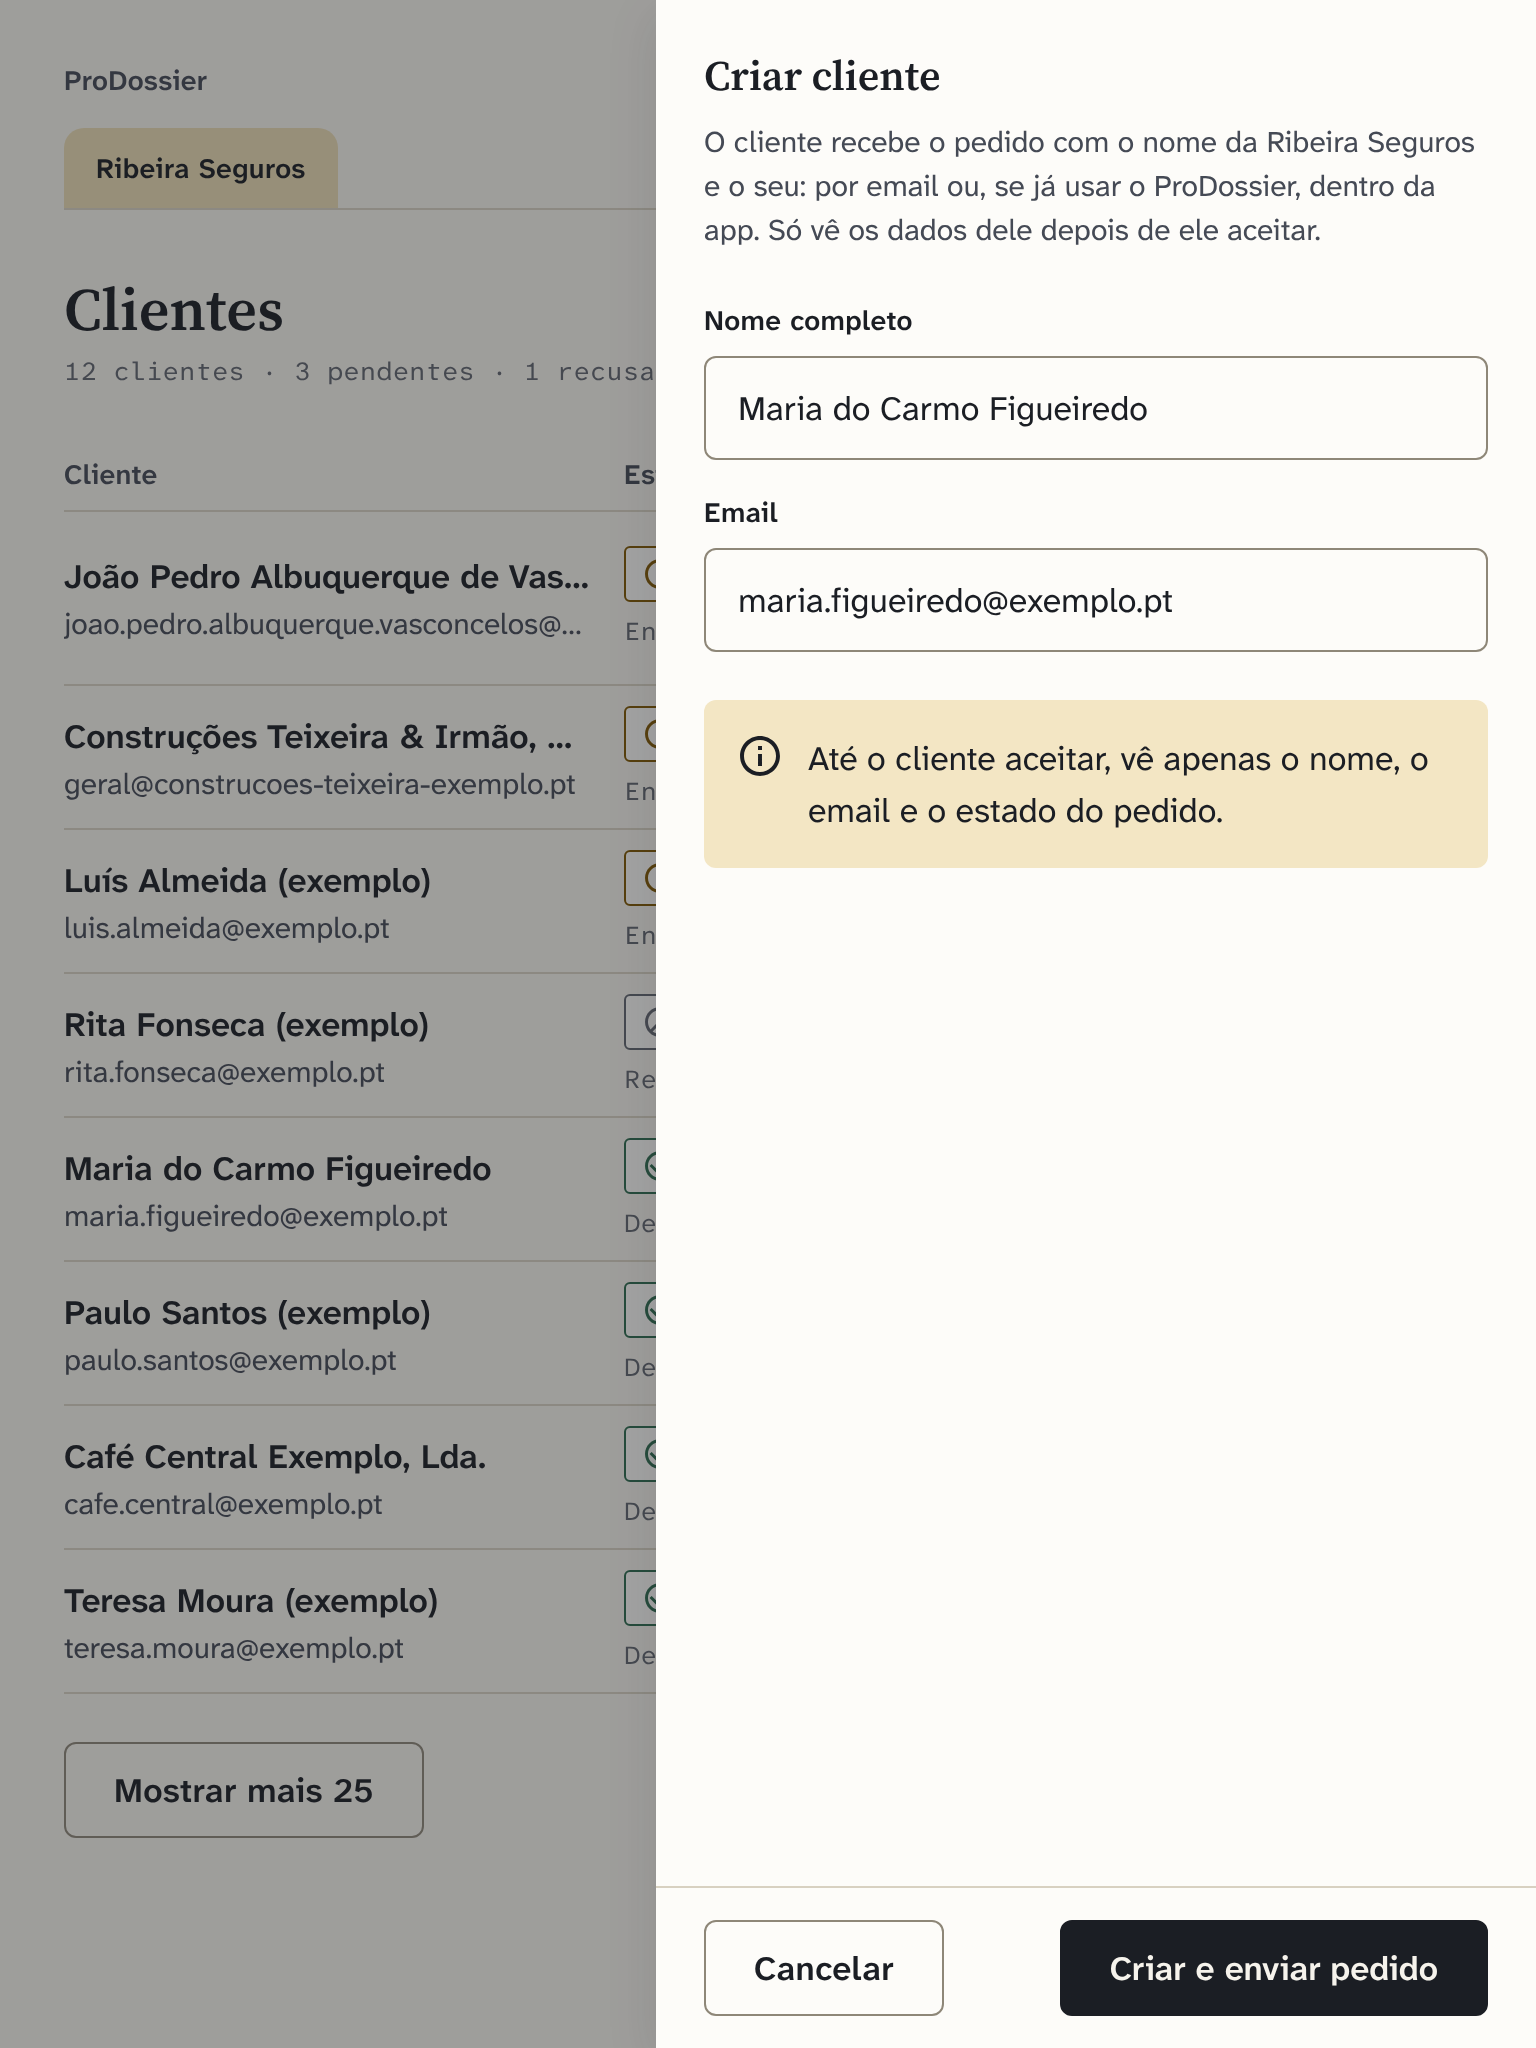 ProDossier
Ribeira Seguros
Clientes
12 clientes · 3 pendentes · 1 recusa
Cliente
Es
João Pedro Albuquerque de Vas...
joao.pedro.albuquerque.vasconcelos@...
En
Construções Teixeira & Irmão, ...
geral@construcoes-teixeira-exemplo.pt
En
Luís Almeida (exemplo)
luis.almeida@exemplo.pt
En
Rita Fonseca (exemplo)
rita.fonseca@exemplo.pt
Re
Maria do Carmo Figueiredo
maria.figueiredo@exemplo.pt
De
Paulo Santos (exemplo)
paulo.santos@exemplo.pt
De
Café Central Exemplo, Lda.
cafe.central@exemplo.pt
De
Teresa Moura (exemplo)
teresa.moura@exemplo.pt
De
Mostrar mais 25
Criar cliente
O cliente recebe o pedido com o nome da Ribeira Seguros
e o seu: por email ou, se já usar o ProDossier, dentro da
app. Só vê os dados dele depois de ele aceitar.
Nome completo
Maria do Carmo Figueiredo
Email
maria.figueiredo@exemplo.pt
Até o cliente aceitar, vê apenas o nome, o
email e o estado do pedido.
Cancelar
Criar e enviar pedido